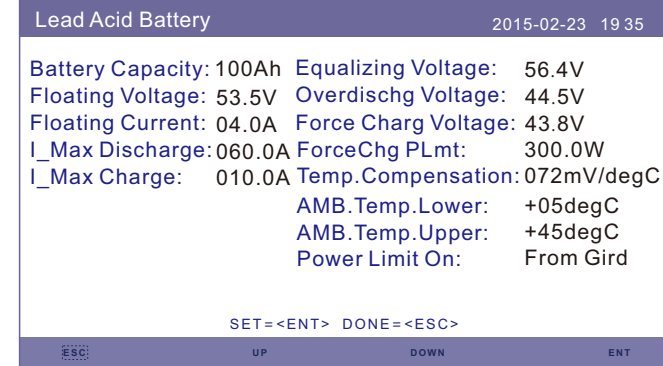 Lead Acid Battery 2015-02-23 19 35
Battery Capacity: 100Ah Equalizing Voltage: 56.4V
Floating Voltage: 53.5V Overdischg Voltage: 44.5V
Floating Current: 04.0A Force Charg Voltage: 43.8V
I_Max Discharge: 060.0A ForceChg PLmt: 300.0W
I_Max Charge: 010.0A Temp.Compensation: 072mV/degC
AMB.Temp.Lower: +05degC
AMB.Temp.Upper: +45degC
Power Limit On: From Gird
SET=<ENT> DONE=<ESC>
ESC UP DOWN ENT